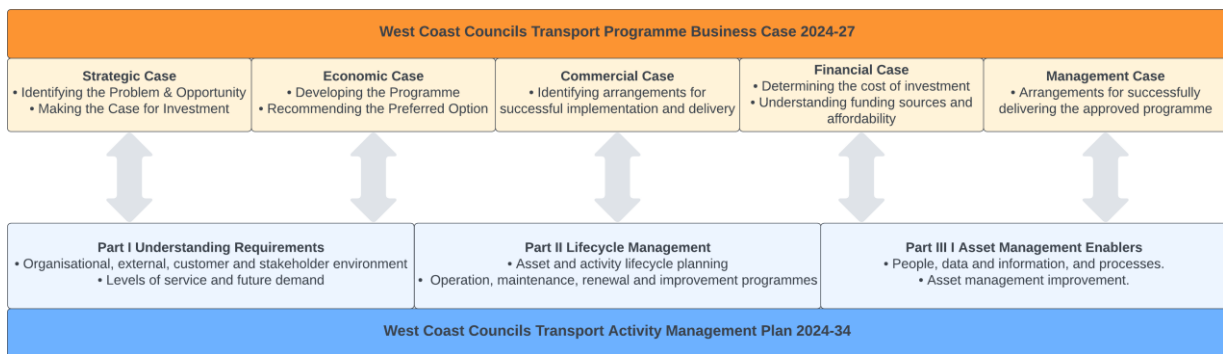 West Coast Councils Transport Programme Business Case 2024-27
Strategic Case
• Identifying the Problem & Opportunity
• Making the Case for Investment
Economic Case
• Developing the Programme
• Recommending the Preferred Option
Commercial Case
• Identifying arrangements for
successful implementation and delivery
Financial Case
• Determining the cost of investment
• Understanding funding sources and
affordability
Management Case
• Arrangements for successfully
delivering the approved programme
Part I Understanding Requirements
• Organisational, external, customer and stakeholder environment
• Levels of service and future demand
Part II Lifecycle Management
• Asset and activity lifecycle planning
• Operation, maintenance, renewal and improvement programmes
Part III I Asset Management Enablers
• People, data and information, and processes.
• Asset management improvement.
West Coast Councils Transport Activity Management Plan 2024-34